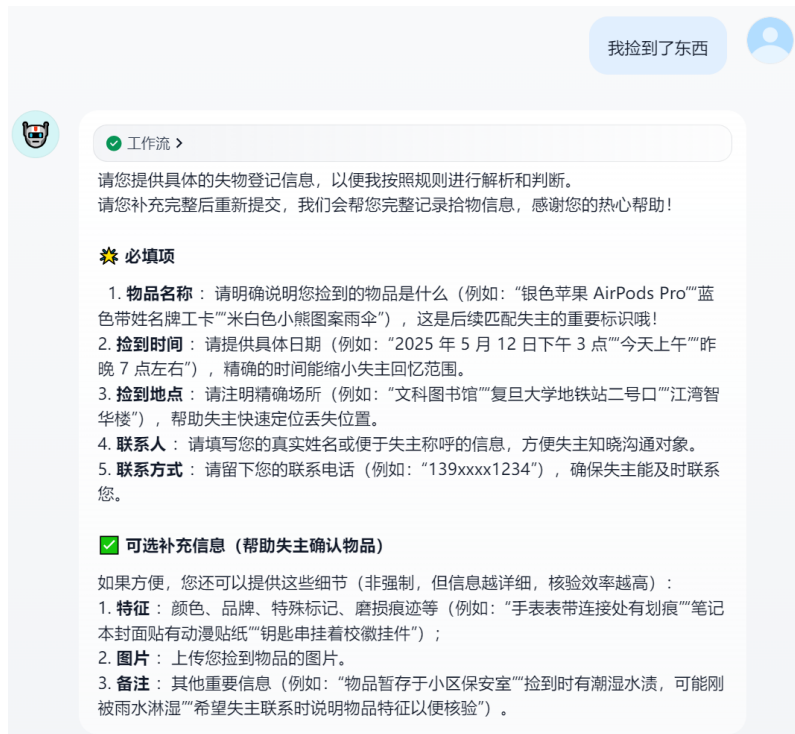 我捡到了东西
工作流
请您提供具体的失物登记信息，以便我按照规则进行解析和判断。
请您补充完整后重新提交，我们会帮您完整记录拾物信息，感谢您的热心帮助！
必填项
1. 物品名称 ：请明确说明您捡到的物品是什么（例如：“银色苹果 AirPods Pro”“蓝
色带姓名牌工卡”“米白色小熊图案雨伞”），这是后续匹配失主的重要标识哦！
2. 捡到时间 ：请提供具体日期（例如：“2025 年 5 月 12 日下午 3 点”“今天上午”“昨
晚 7 点左右”），精确的时间能缩小失主回忆范围。
3. 捡到地点 ：请注明精确场所（例如：“文科图书馆”“复旦大学地铁站二号口”“江湾智
华楼”），帮助失主快速定位丢失位置。
4. 联系人 ：请填写您的真实姓名或便于失主称呼的信息，方便失主知晓沟通对象。
5. 联系方式 ：请留下您的联系电话（例如：“139xxxx1234”），确保失主能及时联系
您。
可选补充信息（帮助失主确认物品）
如果方便，您还可以提供这些细节（非强制，但信息越详细，核验效率越高）：
1. 特征 ：颜色、品牌、特殊标记、磨损痕迹等（例如：“手表表带连接处有划痕”“笔记
本封面贴有动漫贴纸”“钥匙串挂着校徽挂件”）；
2. 图片 ：上传您捡到物品的图片。
3. 备注 ：其他重要信息（例如：“物品暂存于小区保安室”“捡到时有潮湿水渍，可能刚
被雨水淋湿”“希望失主联系时说明物品特征以便核验”）。